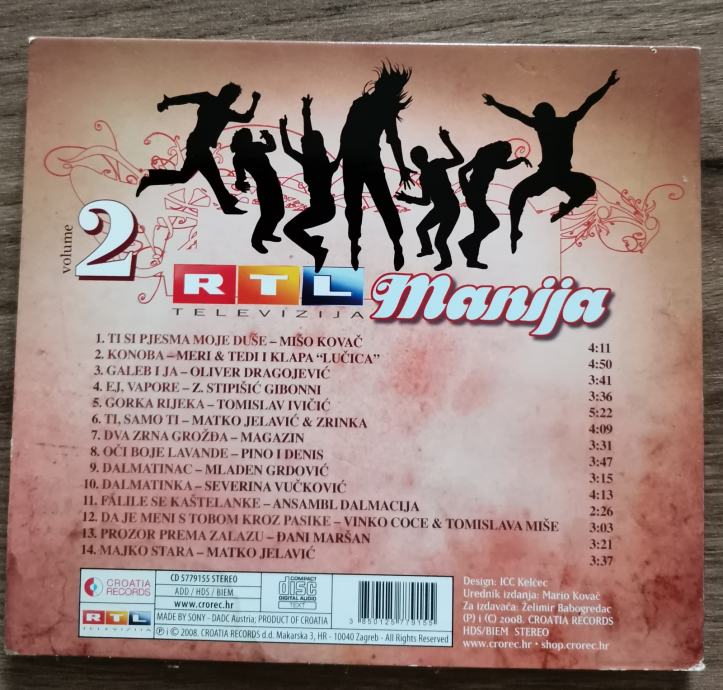 volume
2
RTL
TELEVIZIJA
Manija
1. TI SI PJESMA MOJE DUŠE – MIŠO KOVAČ 4:11
2. KONOBA – MERI & TEDI I KLAPA "LUČICA" 4:50
3. GALEB I JA – OLIVER DRAGOJEVIĆ 3:41
4. EJ, VAPORE – Z. STIPIŠIĆ GIBONNI 3:36
5. GORKA RIJEKA – TOMISLAV IVIČIĆ 5:22
6. TI, SAMO TI – MATKO JELAVIĆ & ZRINKA 4:09
7. DVA ZRNA GROŽĐA – MAGAZIN 3:31
8. OČI BOJE LAVANDE – PINO I DENIS 3:47
9. DALMATINAC – MLADEN GRDOVIĆ 3:15
10. DALMATINKA – SEVERINA VUČKOVIĆ 4:13
11. FALILE SE KAŠTELANKE – ANSAMBL DALMACIJA 2:26
12. DA JE MENI S TOBOM KROZ PASIKE – VINKO COCE & TOMISLAVA MIŠE 3:03
13. PROZOR PREMA ZALAZU – ĐANI MARŠAN 3:21
14. MAJKO STARA – MATKO JELAVIĆ 3:37
CROATIA
RECORDS
RTL
TELEVIZIJA
CD 5779155 STEREO
ADD / HDS / BIEM
www.crorec.hr
COMPACT
disc
DIGITAL AUDIO
TEXT
MADE BY SONY - DADC Austria; PRODUCT OF CROATIA
℗ i © 2008. CROATIA RECORDS d.d. Makarska 3, HR - 10040 Zagreb - All Rights Reserved
3 850125 779155
Design: ICC Kelčec
Urednik izdanja: Mario Kovač
Za izdavača: Želimir Babogredac
(P) i (C) 2008. CROATIA RECORDS
HDS/BIEM STEREO
www.crorec.hr • shop.crorec.hr